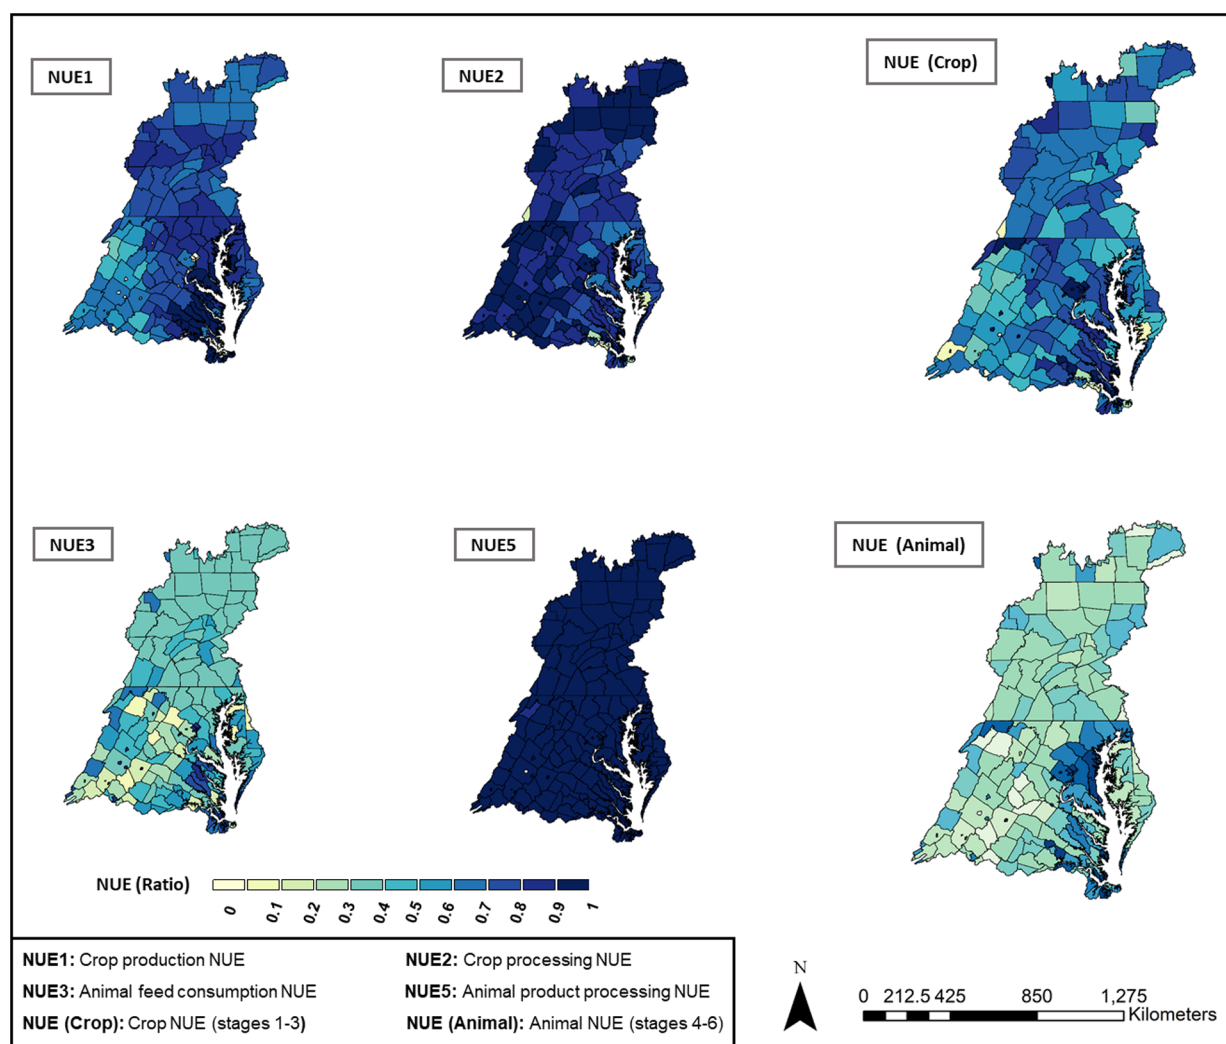 NUE1
NUE2
NUE (Crop)
NUE3
NUE5
NUE (Animal)
NUE (Ratio)
0 0.1 0.2 0.3 0.4 0.5 0.6 0.7 0.8 0.9 1
NUE1: Crop production NUE
NUE2: Crop processing NUE
NUE3: Animal feed consumption NUE
NUE5: Animal product processing NUE
NUE (Crop): Crop NUE (stages 1-3)
NUE (Animal): Animal NUE (stages 4-6)
N
0 212.5 425 850 1,275
Kilometers